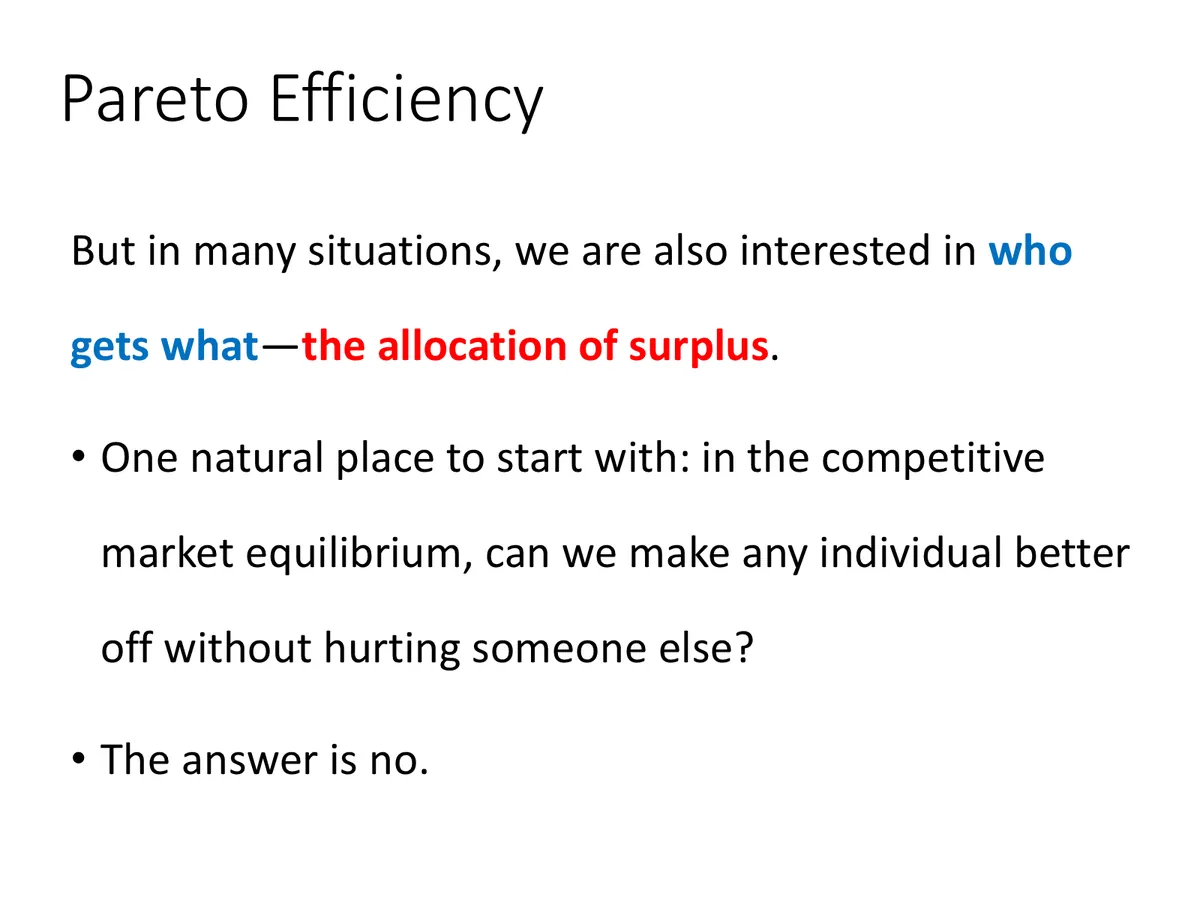 Pareto Efficiency
But in many situations, we are also interested in who
gets what—the allocation of surplus.
• One natural place to start with: in the competitive
market equilibrium, can we make any individual better
off without hurting someone else?
• The answer is no.